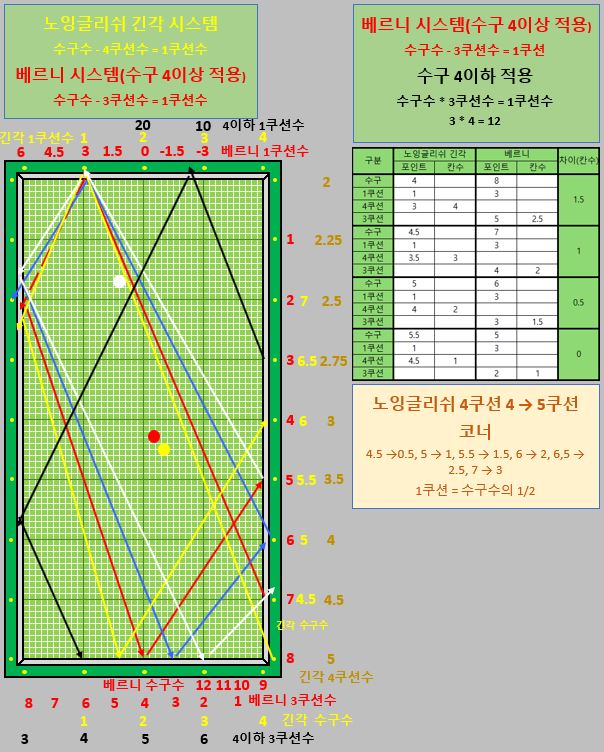 노잉글리쉬 긴각 시스템
수구수 - 4쿠션수 = 1쿠션수
베르니 시스템(수구 4이상 적용)
수구수 - 3쿠션수 = 1쿠션수
베르니 시스템(수구 4이상 적용)
수구수 - 3쿠션수 = 1쿠션
수구 4이하 적용
수구수 * 3쿠션수 = 1쿠션수
3 * 4 = 12
20 10 4이하 1쿠션수
긴각 1쿠션수 1 2 3 4
6 4.5 3 1.5 0 -1.5 -3 베르니 1쿠션수
2
1 2.25
2 7 2.5
3 6.5 2.75
4 6 3
5 5.5 3.5
6 5 4
7 4.5 4.5
긴각 수구수
8 5
긴각 4쿠션수
베르니 수구수 12 11 10 9
8 7 6 5 4 3 2 1 베르니 3쿠션수
1 2 3 4 긴각 수구수
3 4 5 6 4이하 3쿠션수
구분 노잉글리쉬 긴각 베르니 차이(칸수)
포인트 칸수 포인트 칸수
수구 4 8 1.5
1쿠션 1 3
4쿠션 3 4
3쿠션 5 2.5
수구 4.5 7 1
1쿠션 1 3
4쿠션 3.5 3
3쿠션 4 2
수구 5 6 0.5
1쿠션 1 3
4쿠션 4 2
3쿠션 3 1.5
수구 5.5 5 0
1쿠션 1 3
4쿠션 4.5 1
3쿠션 2 1
노잉글리쉬 4쿠션 4 → 5쿠션
코너
4.5 →0.5, 5 → 1, 5.5 → 1.5, 6 → 2, 6,5 →
2.5, 7 → 3
1쿠션 = 수구수의 1/2